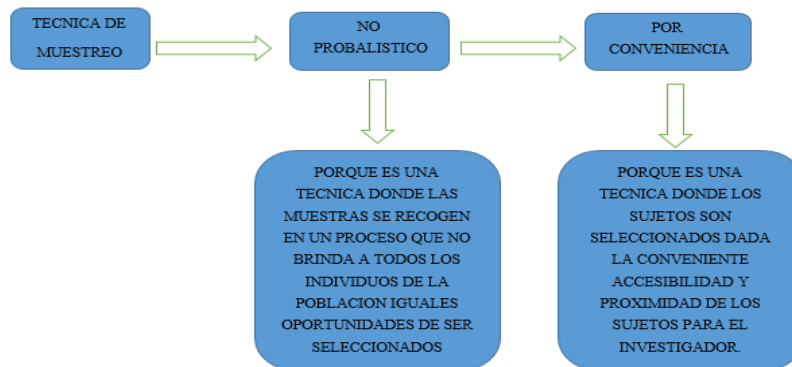 TECNICA DE
MUESTREO
NO
PROBALISTICO
POR
CONVENIENCIA
PORQUE ES UNA
TECNICA DONDE LAS
MUESTRAS SE RECOGEN
EN UN PROCESO QUE NO
BRINDA A TODOS LOS
INDIVIDUOS DE LA
POBLACION IGUALES
OPORTUNIDADES DE SER
SELECCIONADOS
PORQUE ES UNA
TECNICA DONDE LOS
SUJETOS SON
SELECCIONADOS DADA
LA CONVENIENTE
ACCESIBILIDAD Y
PROXIMIDAD DE LOS
SUJETOS PARA EL
INVESTIGADOR.